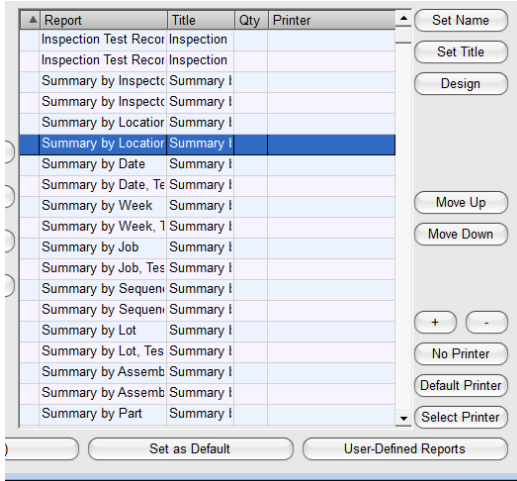 Report Title Qty Printer
Inspection Test Recor Inspection
Inspection Test Recor Inspection
Summary by Inspecto Summary b
Summary by Inspecto Summary b
Summary by Location Summary b
Summary by Location Summary b
Summary by Date Summary b
Summary by Date, Te Summary b
Summary by Week Summary b
Summary by Week, T Summary b
Summary by Job Summary b
Summary by Job, Tes Summary b
Summary by Sequen Summary b
Summary by Sequen Summary b
Summary by Lot Summary b
Summary by Lot, Tes Summary b
Summary by Assemb Summary b
Summary by Assemb Summary b
Summary by Part Summary b
Set Name
Set Title
Design
Move Up
Move Down
+ -
No Printer
Default Printer
Select Printer
) Set as Default User-Defined Reports